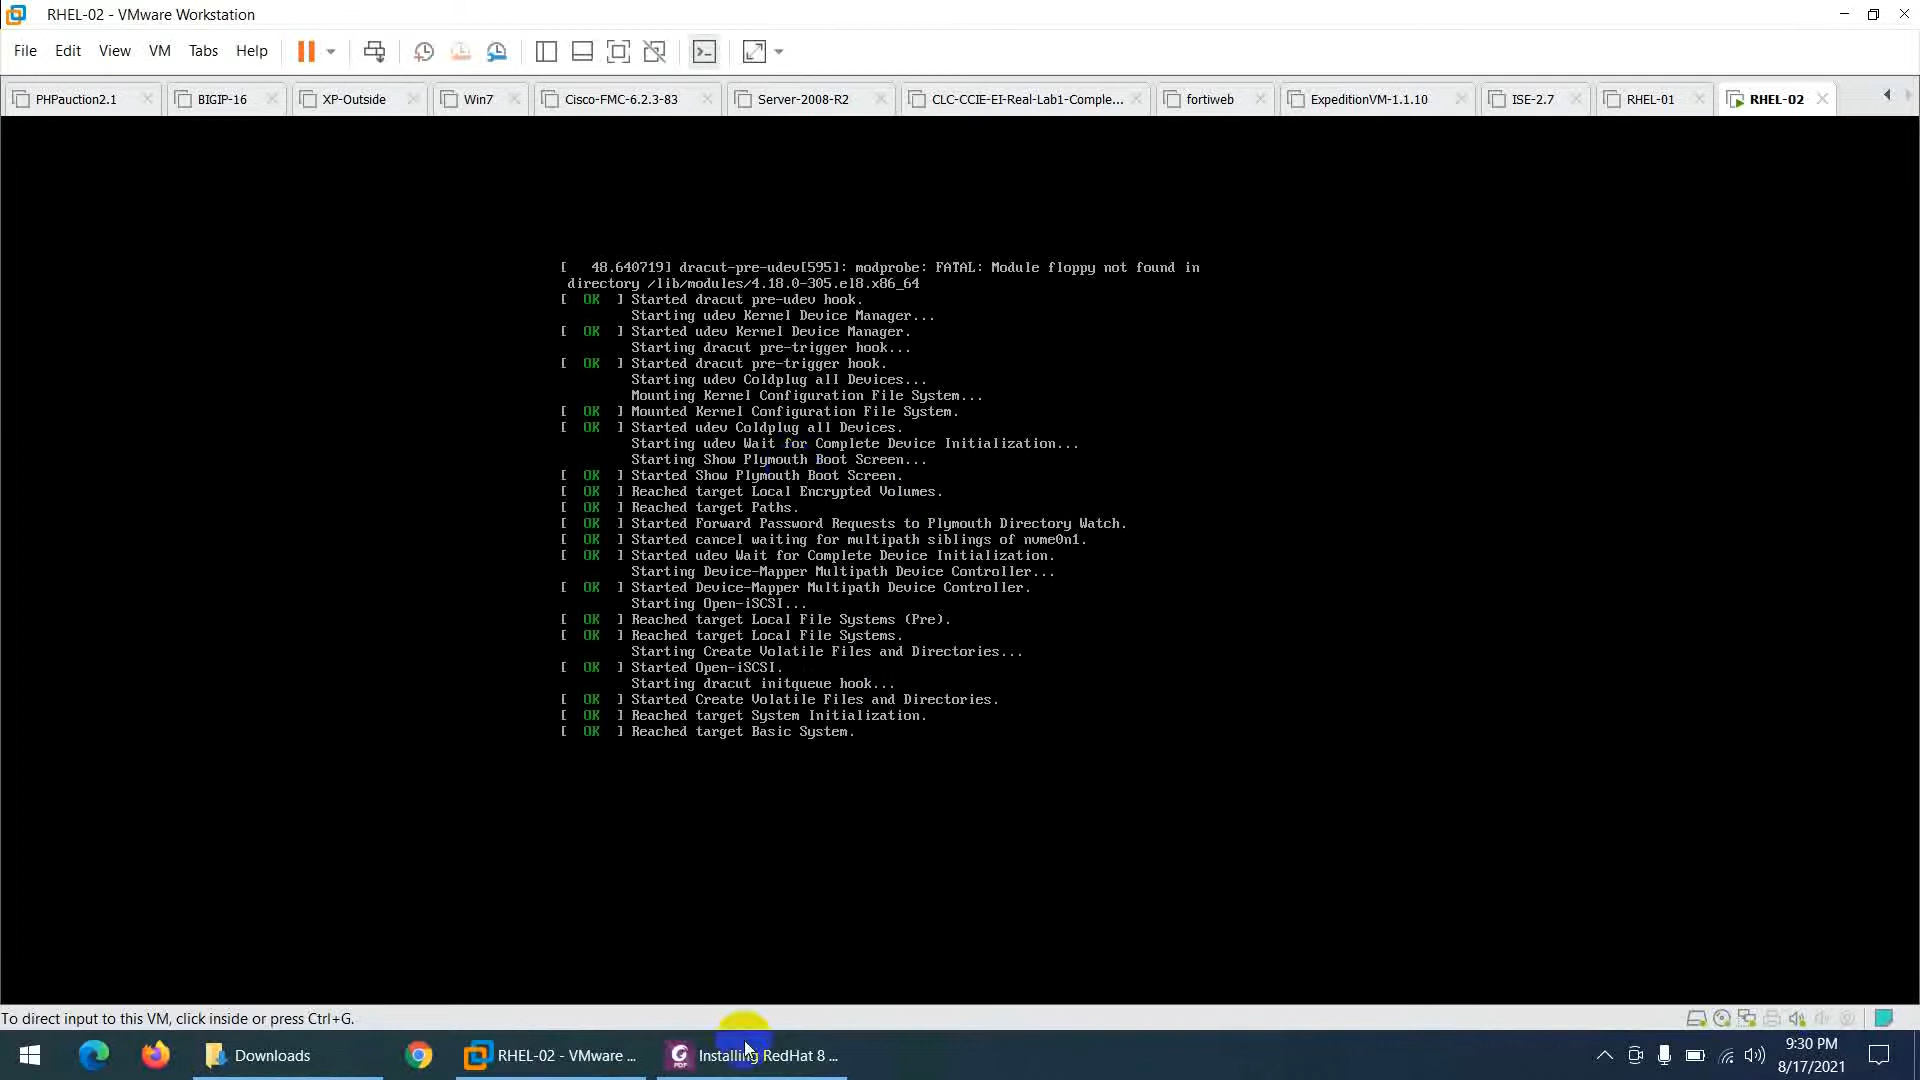 RHEL-02 - VMware Workstation
File Edit View VM Tabs Help
PHPauction2.1 BIGIP-16 XP-Outside Win7 Cisco-FMC-6.2.3-83 Server-2008-R2 CLC-CCIE-EI-Real-Lab1-Comple... fortiweb ExpeditionVM-1.1.10 ISE-2.7 RHEL-01 RHEL-02
[   48.640719] dracut-pre-udev[595]: modprobe: FATAL: Module floppy not found in
directory /lib/modules/4.18.0-305.el8.x86_64
[  OK  ] Started dracut pre-udev hook.
Starting udev Kernel Device Manager...
[  OK  ] Started udev Kernel Device Manager.
Starting dracut pre-trigger hook...
[  OK  ] Started dracut pre-trigger hook.
Starting udev Coldplug all Devices...
Mounting Kernel Configuration File System...
[  OK  ] Mounted Kernel Configuration File System.
[  OK  ] Started udev Coldplug all Devices.
Starting udev Wait for Complete Device Initialization...
Starting Show Plymouth Boot Screen...
[  OK  ] Started Show Plymouth Boot Screen.
[  OK  ] Reached target Local Encrypted Volumes.
[  OK  ] Reached target Paths.
[  OK  ] Started Forward Password Requests to Plymouth Directory Watch.
[  OK  ] Started cancel waiting for multipath siblings of nvme0n1.
[  OK  ] Started udev Wait for Complete Device Initialization.
Starting Device-Mapper Multipath Device Controller...
[  OK  ] Started Device-Mapper Multipath Device Controller.
Starting Open-iSCSI...
[  OK  ] Reached target Local File Systems (Pre).
[  OK  ] Reached target Local File Systems.
Starting Create Volatile Files and Directories...
[  OK  ] Started Open-iSCSI.
Starting dracut initqueue hook...
[  OK  ] Started Create Volatile Files and Directories.
[  OK  ] Reached target System Initialization.
[  OK  ] Reached target Basic System.
To direct input to this VM, click inside or press Ctrl+G.
Downloads RHEL-02 - VMware ... PDF Installing RedHat 8 ...
9:30 PM
8/17/2021